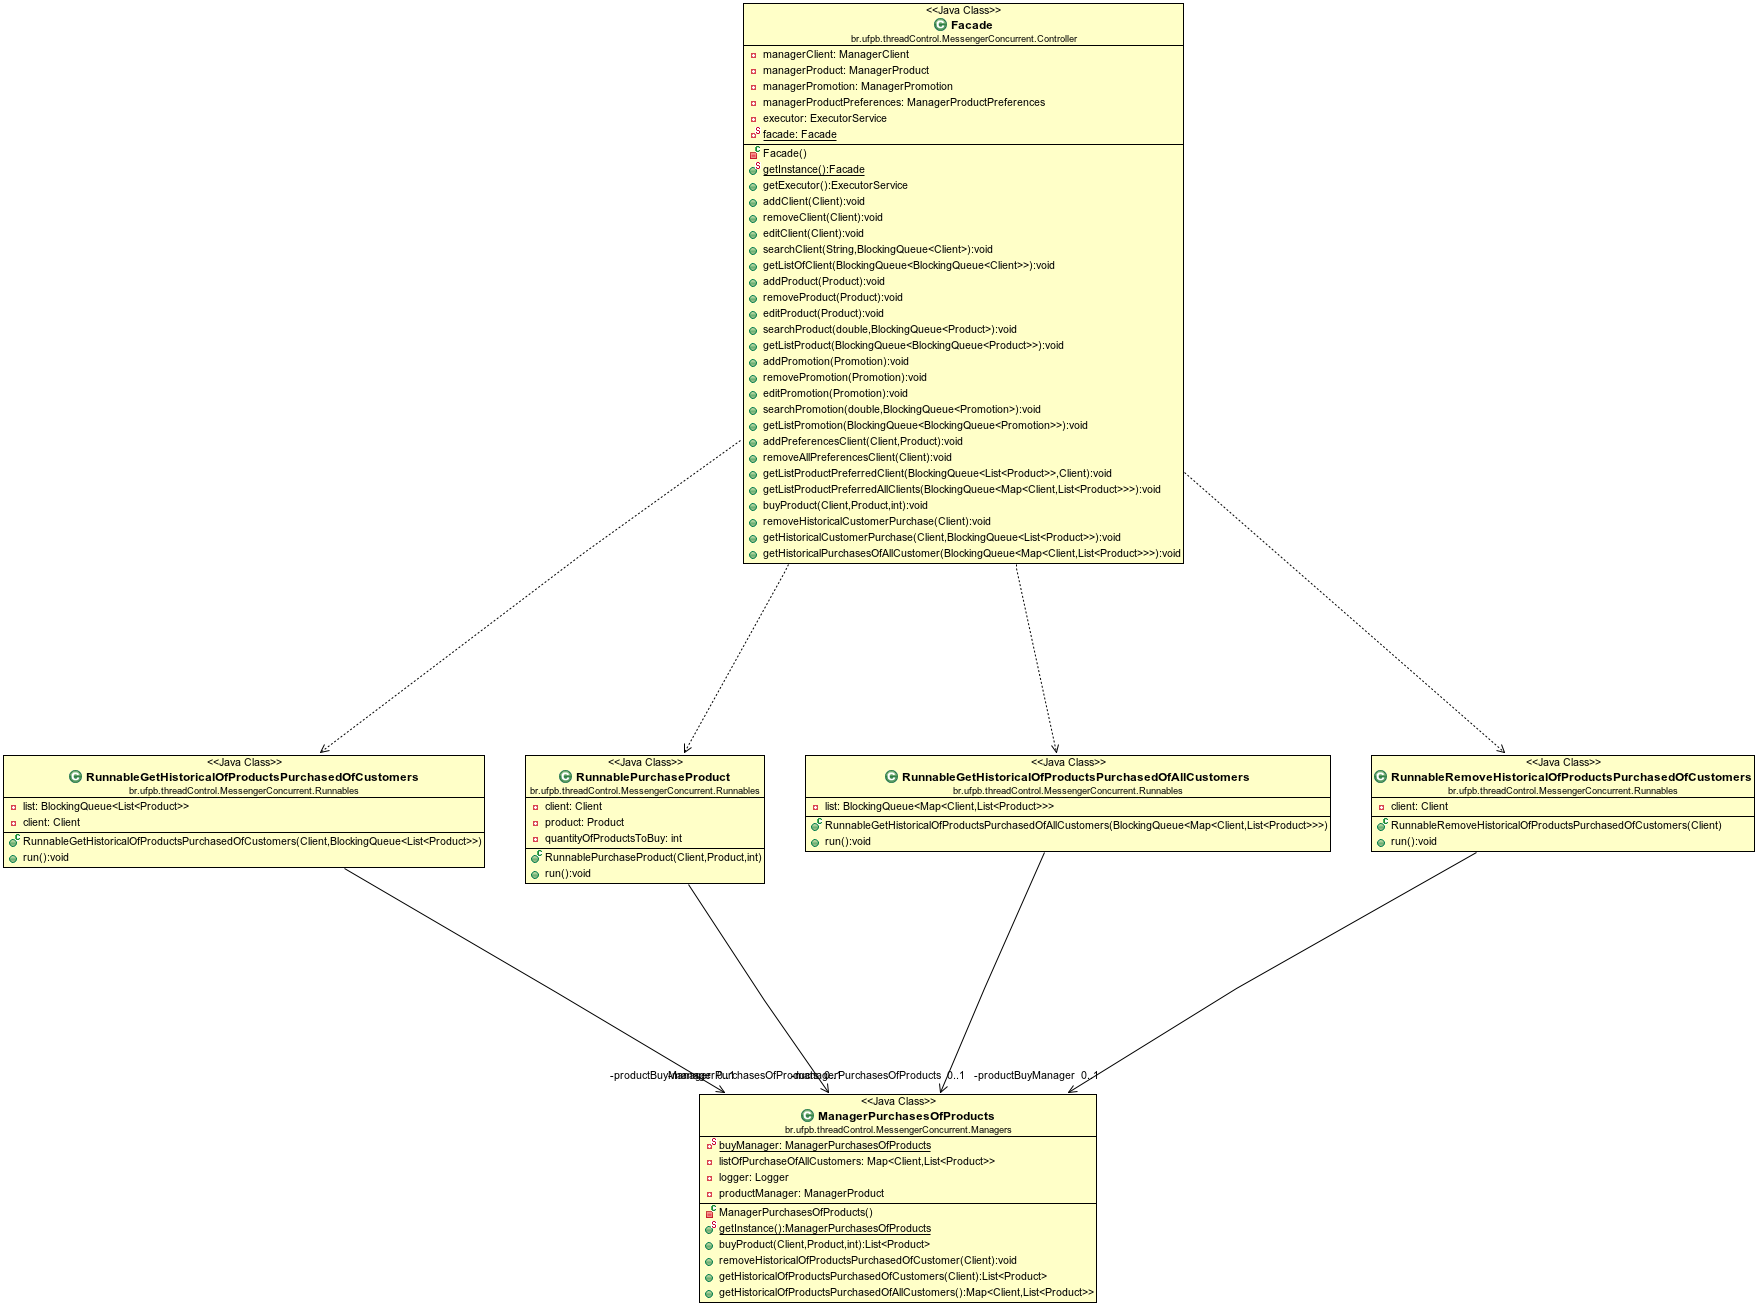 <<Java Class>>
Facade
br.ufpb.threadControl.MessengerConcurrent.Controller
managerClient: ManagerClient
managerProduct: ManagerProduct
managerPromotion: ManagerPromotion
managerProductPreferences: ManagerProductPreferences
executor: ExecutorService
facade: Facade
Facade()
getInstance():Facade
getExecutor():ExecutorService
addClient(Client):void
removeClient(Client):void
editClient(Client):void
searchClient(String,BlockingQueue<Client>):void
getListOfClient(BlockingQueue<BlockingQueue<Client>>):void
addProduct(Product):void
removeProduct(Product):void
editProduct(Product):void
searchProduct(double,BlockingQueue<Product>):void
getListProduct(BlockingQueue<BlockingQueue<Product>>):void
addPromotion(Promotion):void
removePromotion(Promotion):void
editPromotion(Promotion):void
searchPromotion(double,BlockingQueue<Promotion>):void
getListPromotion(BlockingQueue<BlockingQueue<Promotion>>):void
addPreferencesClient(Client,Product):void
removeAllPreferencesClient(Client):void
getListProductPreferredClient(BlockingQueue<List<Product>>,Client):void
getListProductPreferredAllClients(BlockingQueue<Map<Client,List<Product>>>):void
buyProduct(Client,Product,int):void
removeHistoricalCustomerPurchase(Client):void
getHistoricalCustomerPurchase(Client,BlockingQueue<List<Product>>):void
getHistoricalPurchasesOfAllCustomer(BlockingQueue<Map<Client,List<Product>>>):void
<<Java Class>>
RunnableGetHistoricalOfProductsPurchasedOfCustomers
br.ufpb.threadControl.MessengerConcurrent.Runnables
list: BlockingQueue<List<Product>>
client: Client
RunnableGetHistoricalOfProductsPurchasedOfCustomers(Client,BlockingQueue<List<Product>>)
run():void
<<Java Class>>
RunnablePurchaseProduct
br.ufpb.threadControl.MessengerConcurrent.Runnables
client: Client
product: Product
quantityOfProductsToBuy: int
RunnablePurchaseProduct(Client,Product,int)
run():void
<<Java Class>>
RunnableGetHistoricalOfProductsPurchasedOfAllCustomers
br.ufpb.threadControl.MessengerConcurrent.Runnables
list: BlockingQueue<Map<Client,List<Product>>>
RunnableGetHistoricalOfProductsPurchasedOfAllCustomers(BlockingQueue<Map<Client,List<Product>>>)
run():void
<<Java Class>>
RunnableRemoveHistoricalOfProductsPurchasedOfCustomers
br.ufpb.threadControl.MessengerConcurrent.Runnables
client: Client
RunnableRemoveHistoricalOfProductsPurchasedOfCustomers(Client)
run():void
-productBuyManager 0..1
-managerPurchasesOfProducts 0..1
-managerPurchasesOfProducts 0..1
-productBuyManager 0..1
<<Java Class>>
ManagerPurchasesOfProducts
br.ufpb.threadControl.MessengerConcurrent.Managers
buyManager: ManagerPurchasesOfProducts
listOfPurchaseOfAllCustomers: Map<Client,List<Product>>
logger: Logger
productManager: ManagerProduct
ManagerPurchasesOfProducts()
getInstance():ManagerPurchasesOfProducts
buyProduct(Client,Product,int):List<Product>
removeHistoricalOfProductsPurchasedOfCustomer(Client):void
getHistoricalOfProductsPurchasedOfCustomers(Client):List<Product>
getHistoricalOfProductsPurchasedOfAllCustomers():Map<Client,List<Product>>